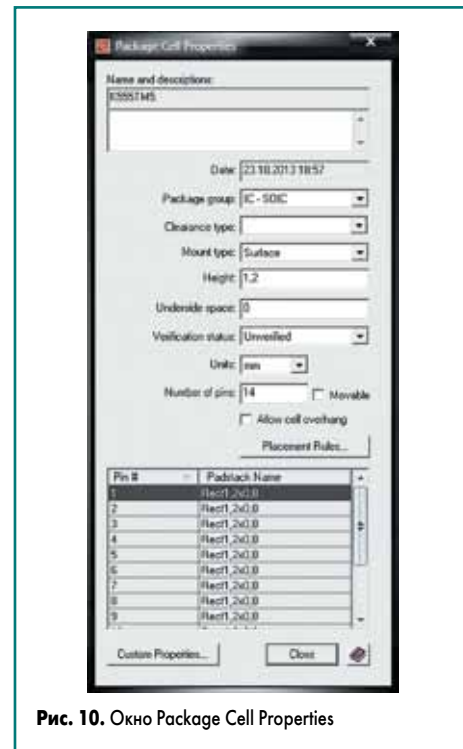 Package Cell Properties
Name and descriptions:
K555TM5
Date: 23.10.2013 18:57
Package group: IC - SOIC
Clearance type:
Mount type: Surface
Height: 1,2
Underside space: 0
Verification status: Unverified
Units: mm
Number of pins: 14 Movable
Allow cell overhang
Placement Rules...
Pin # Padstack Name
1 Rect1,2x0,8
2 Rect1,2x0,8
3 Rect1,2x0,8
4 Rect1,2x0,8
5 Rect1,2x0,8
6 Rect1,2x0,8
7 Rect1,2x0,8
8 Rect1,2x0,8
9 Rect1,2x0,8
Custom Properties... Close
Рис. 10. Окно Package Cell Properties